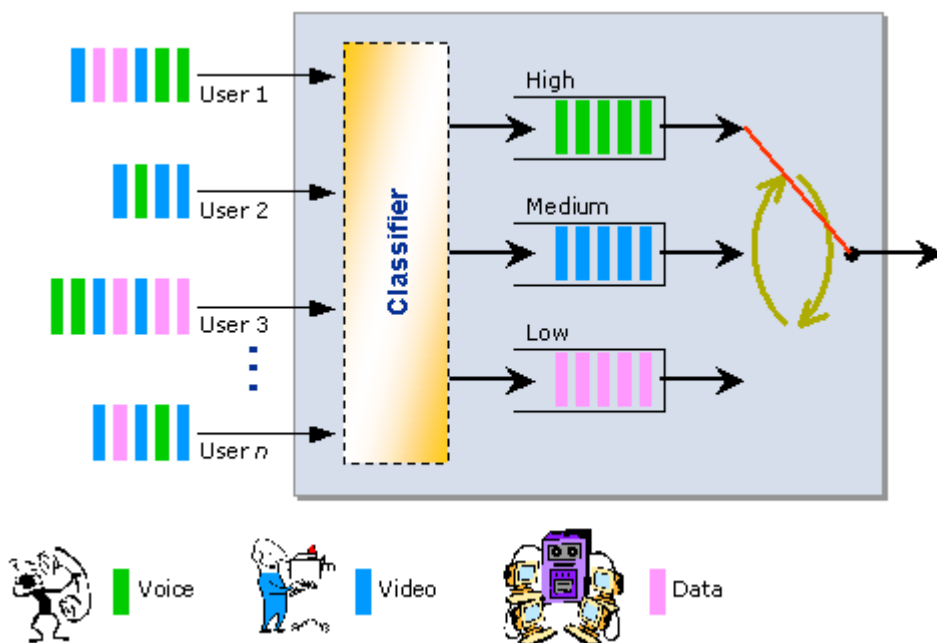 High
User 1
Medium
User 2
Classifier
User 3
Low
User n
Voice
Video
Data